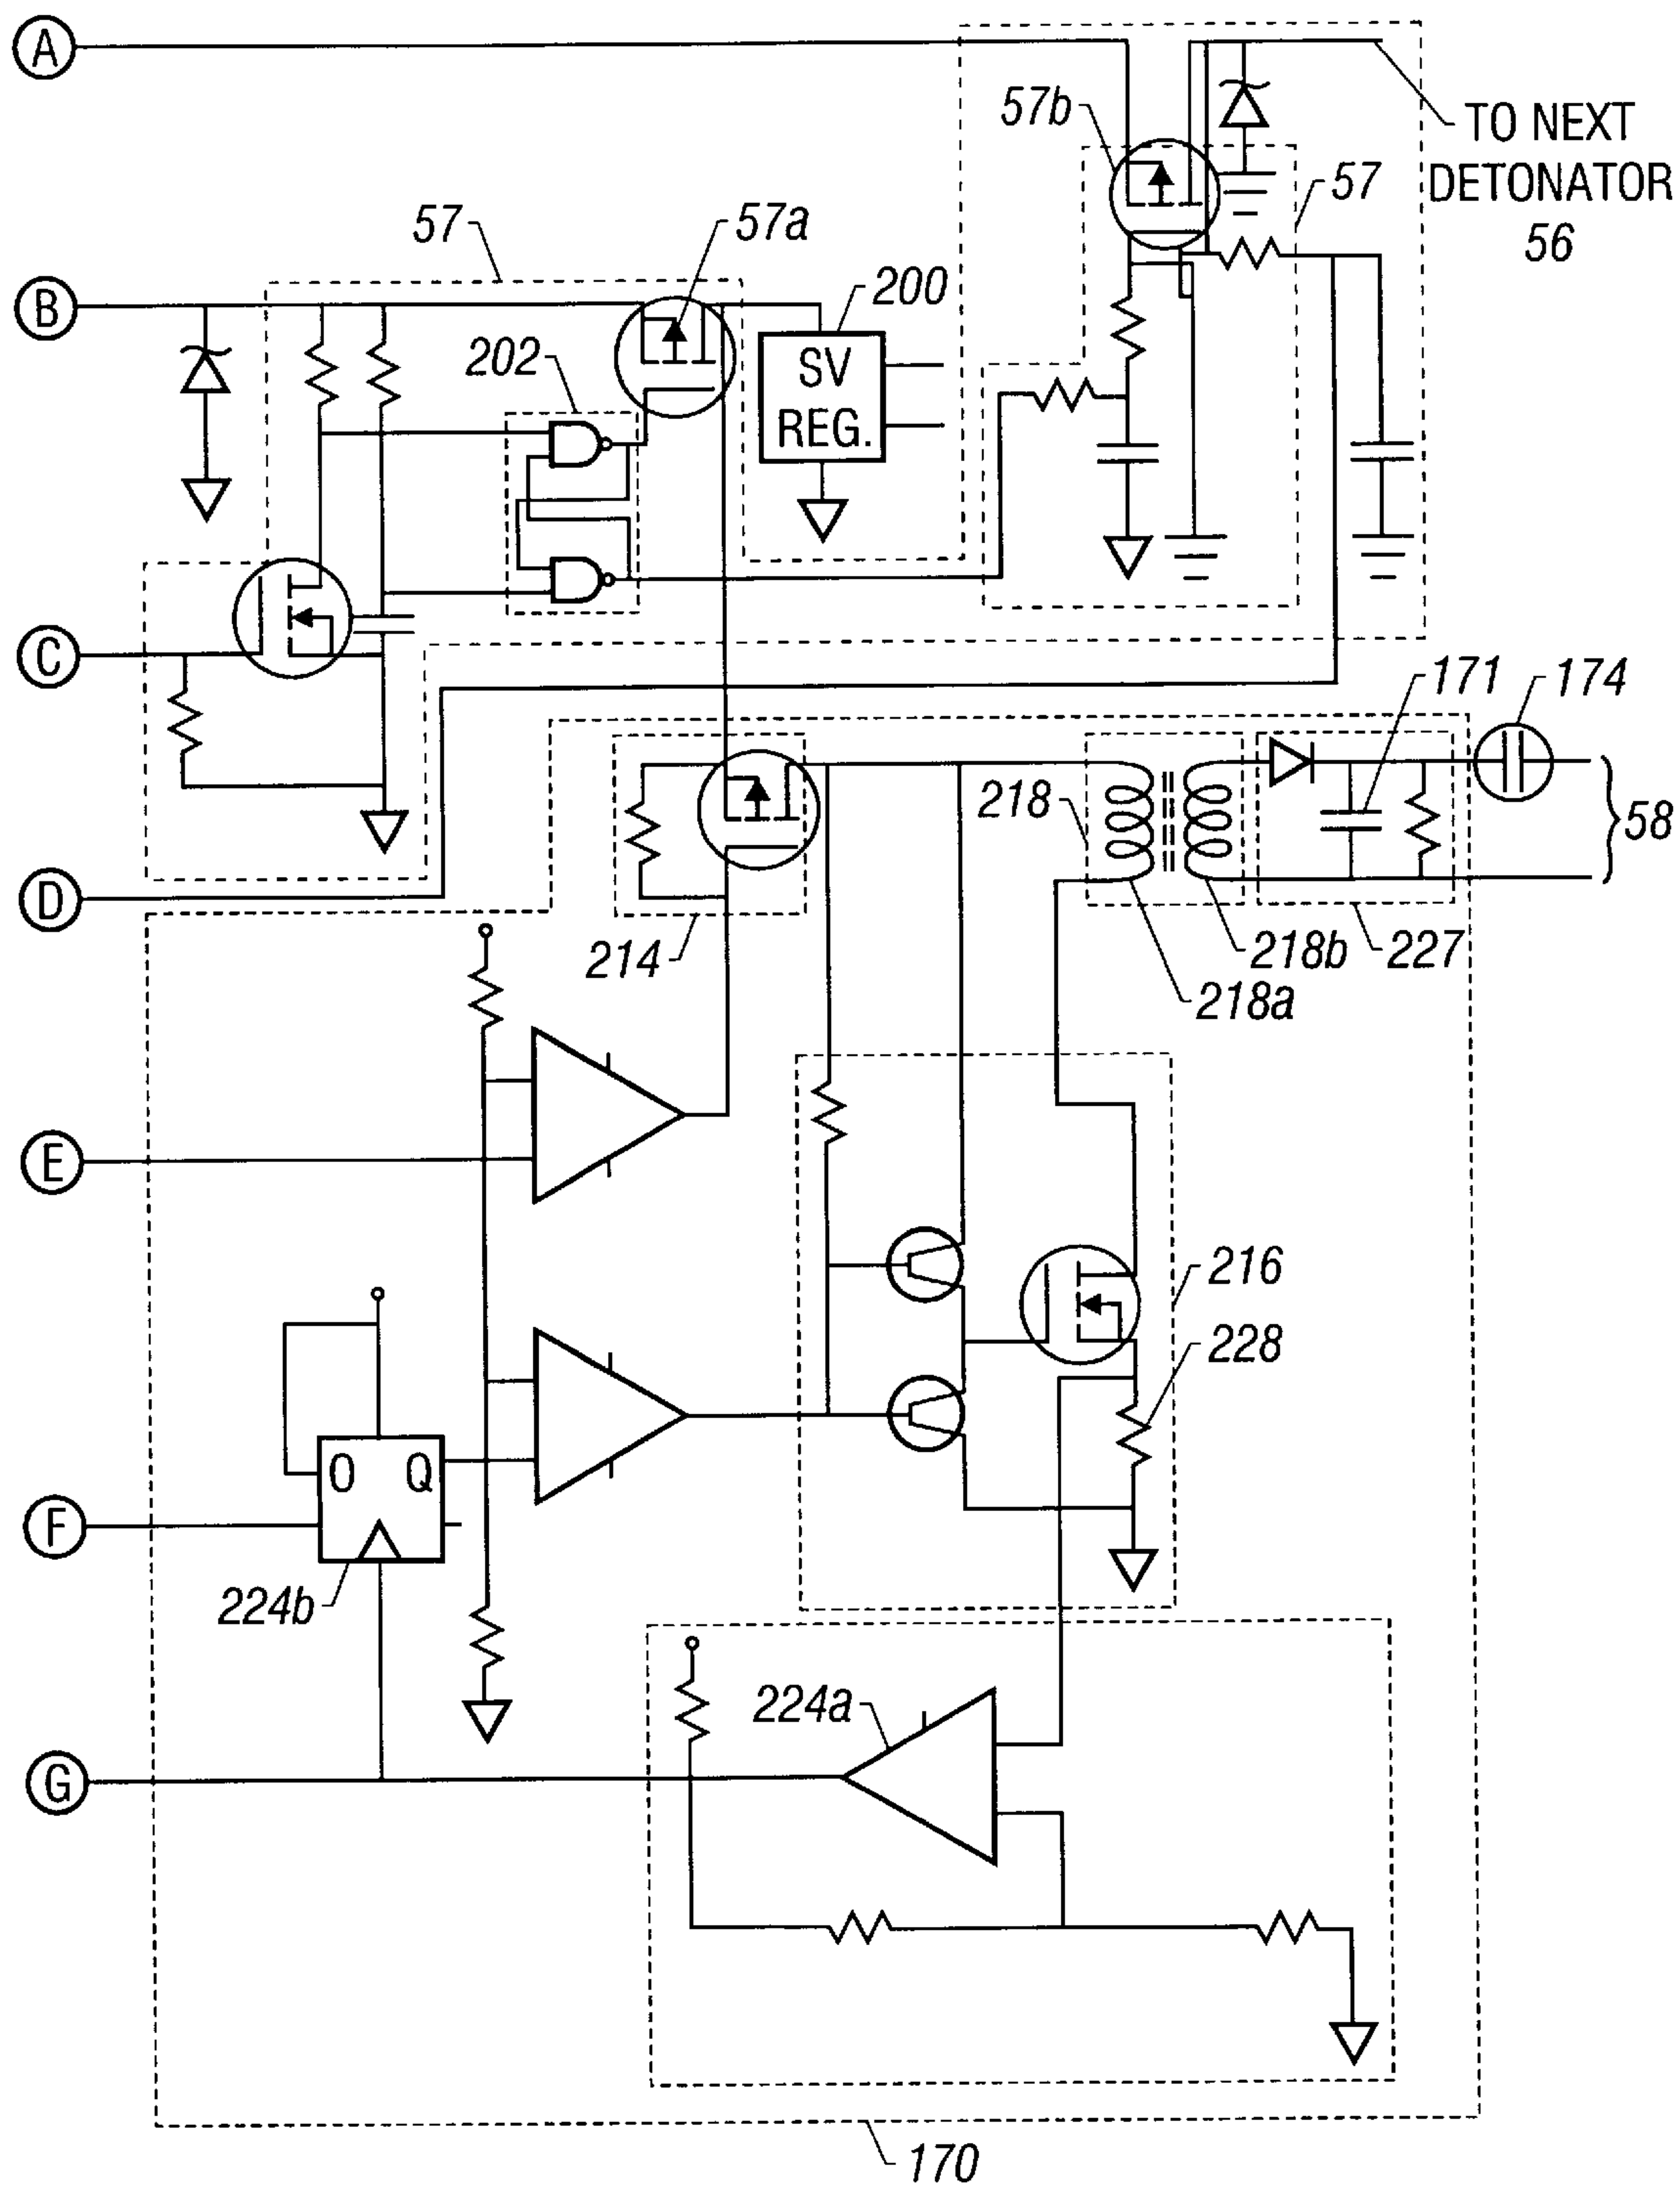 A
57b
TO NEXT
DETONATOR
56
57
57
57a
B
200
202
SV
REG.
C
171
174
218
58
D
214
218b
227
218a
E
216
228
O Q
F
224b
224a
G
170